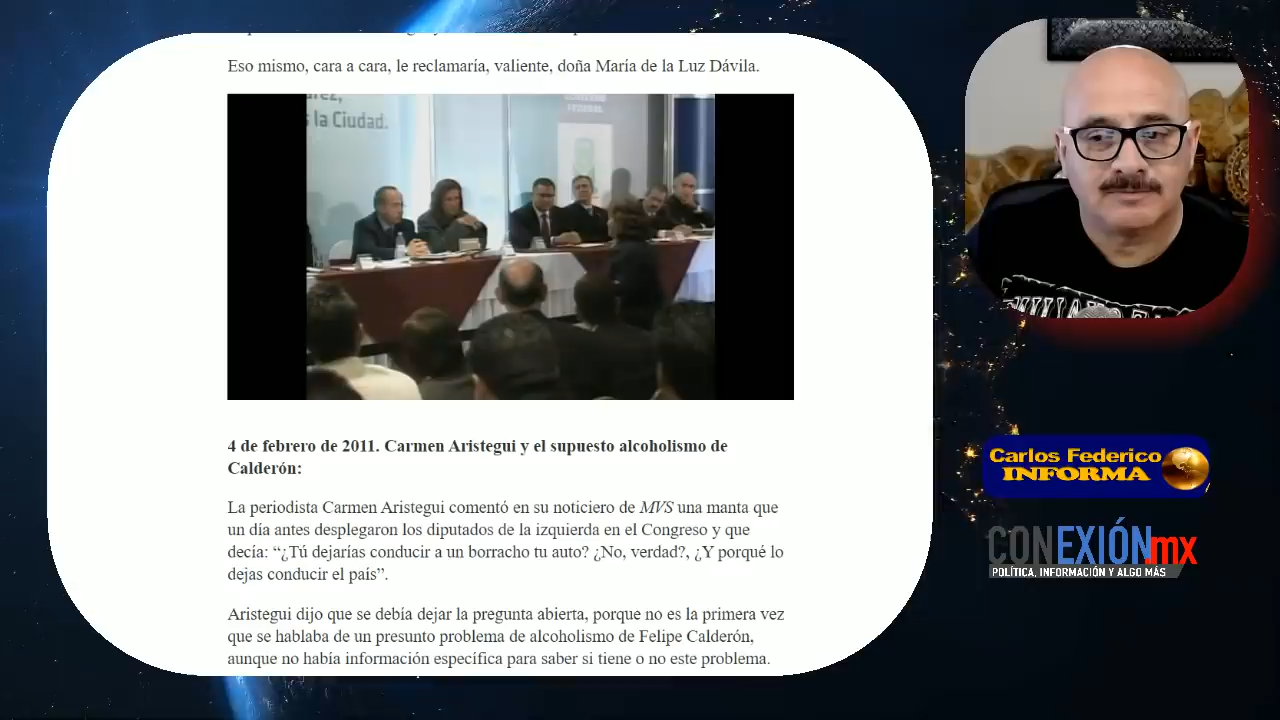 Eso mismo, cara a cara, le reclamaría, valiente, doña María de la Luz Dávila.
s la Ciudad.
4 de febrero de 2011. Carmen Aristegui y el supuesto alcoholismo de
Calderón:
La periodista Carmen Aristegui comentó en su noticiero de MVS una manta que
un día antes desplegaron los diputados de la izquierda en el Congreso y que
decía: “¿Tú dejarías conducir a un borracho tu auto? ¿No, verdad?, ¿Y porqué lo
dejas conducir el país”.
Aristegui dijo que se debía dejar la pregunta abierta, porque no es la primera vez
que se hablaba de un presunto problema de alcoholismo de Felipe Calderón,
aunque no había información específica para saber si tiene o no este problema.
Carlos Federico
INFORMA
CONEXIÓN.mx
POLÍTICA, INFORMACIÓN Y ALGO MÁS